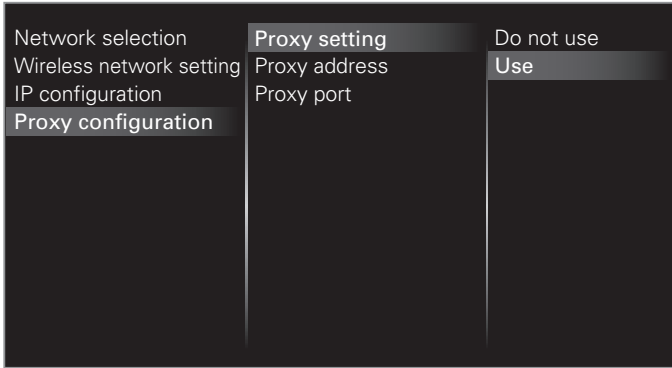 Network selection
Wireless network setting
IP configuration
Proxy configuration
Proxy setting
Proxy address
Proxy port
Do not use
Use